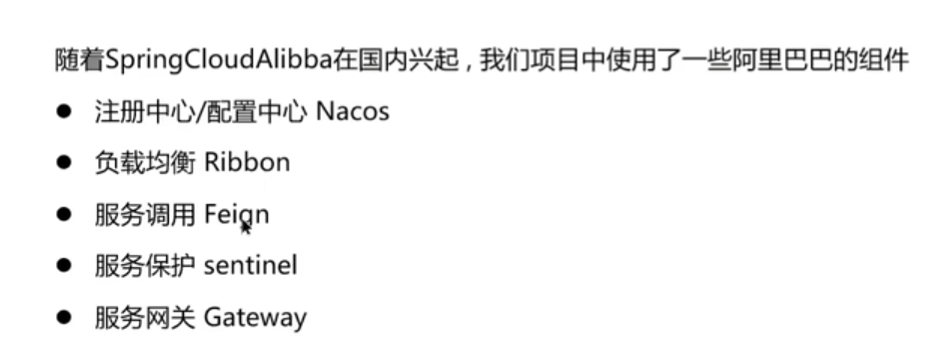 随着SpringCloudAlibba在国内兴起，我们项目中使用了一些阿里巴巴的组件
● 注册中心/配置中心 Nacos
● 负载均衡 Ribbon
● 服务调用 Feign
● 服务保护 sentinel
● 服务网关 Gateway